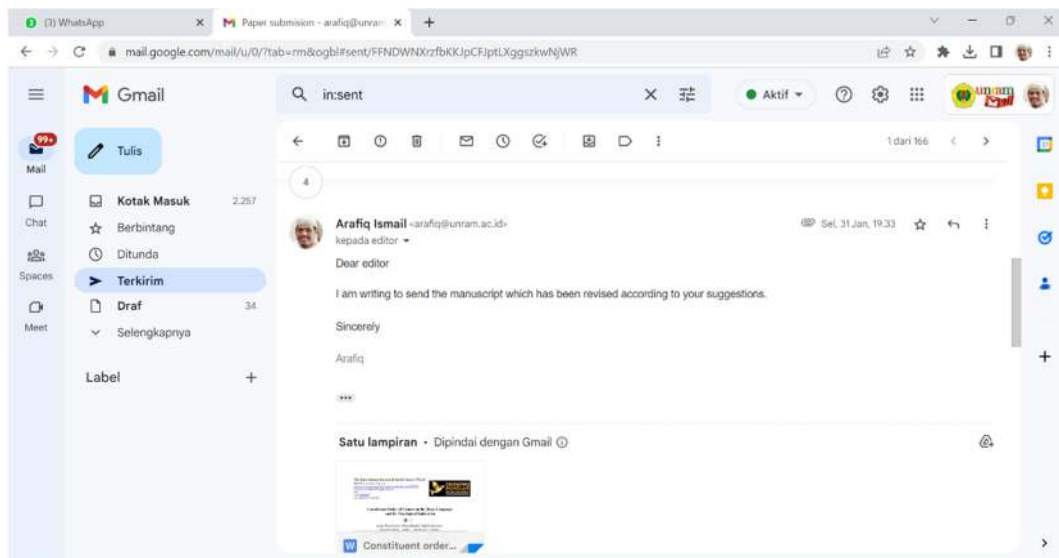 (3) WhatsApp
Paper submision - arafiq@unram
mail.google.com/mail/u/0/?tab=rm&ogbl#sent/FFNDWNXrzfbKKJpCFJptLXggszkwNjWR
Gmail
in:sent
Aktif
unram
Mail
99+
Mail
Chat
Spaces
Meet
Tulis
Kotak Masuk 2.257
Berbintang
Ditunda
Terkirim
Draf 34
Selengkapnya
Label
1 dari 166
4
Arafiq Ismail <arafiq@unram.ac.id>
Sel, 31 Jan, 19.33
kepada editor
Dear editor
I am writing to send the manuscript which has been revised according to your suggestions.
Sincerely
Arafiq
Satu lampiran • Dipindai dengan Gmail
W Constituent order...